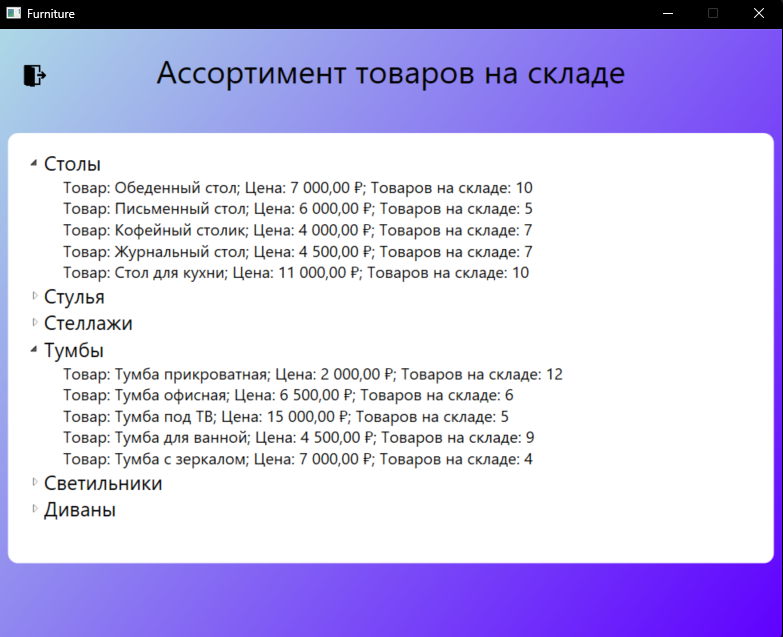 Furniture
Ассортимент товаров на складе
Столы
Товар: Обеденный стол; Цена: 7 000,00 ₽; Товаров на складе: 10
Товар: Письменный стол; Цена: 6 000,00 ₽; Товаров на складе: 5
Товар: Кофейный столик; Цена: 4 000,00 ₽; Товаров на складе: 7
Товар: Журнальный стол; Цена: 4 500,00 ₽; Товаров на складе: 7
Товар: Стол для кухни; Цена: 11 000,00 ₽; Товаров на складе: 10
Стулья
Стеллажи
Тумбы
Товар: Тумба прикроватная; Цена: 2 000,00 ₽; Товаров на складе: 12
Товар: Тумба офисная; Цена: 6 500,00 ₽; Товаров на складе: 6
Товар: Тумба под ТВ; Цена: 15 000,00 ₽; Товаров на складе: 5
Товар: Тумба для ванной; Цена: 4 500,00 ₽; Товаров на складе: 9
Товар: Тумба с зеркалом; Цена: 7 000,00 ₽; Товаров на складе: 4
Светильники
Диваны